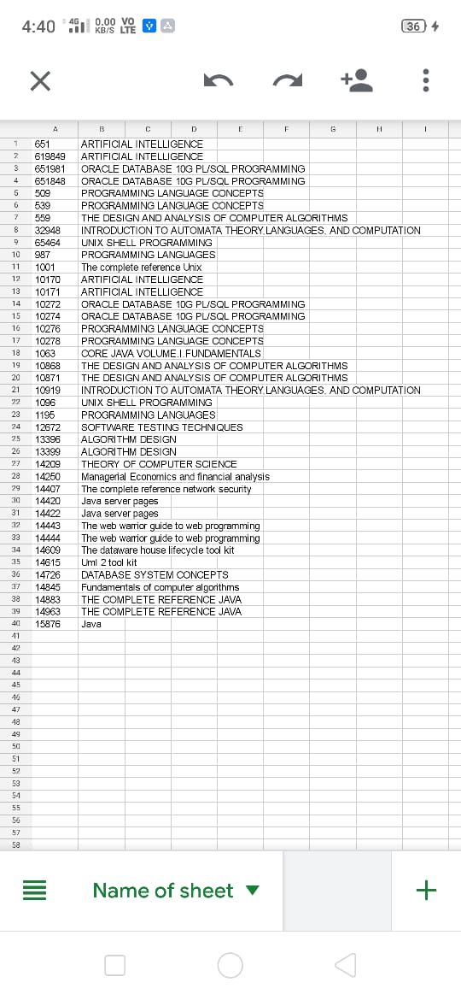 4:40 4G 0.00 KB/S VO LTE 36
A B C D E F G H I
1 651 ARTIFICIAL INTELLIGENCE
2 619849 ARTIFICIAL INTELLIGENCE
3 651981 ORACLE DATABASE 10G PL/SQL PROGRAMMING
4 651848 ORACLE DATABASE 10G PL/SQL PROGRAMMING
5 509 PROGRAMMING LANGUAGE CONCEPTS
6 539 PROGRAMMING LANGUAGE CONCEPTS
7 559 THE DESIGN AND ANALYSIS OF COMPUTER ALGORITHMS
8 32948 INTRODUCTION TO AUTOMATA THEORY,LANGUAGES, AND COMPUTATION
9 65464 UNIX SHELL PROGRAMMING
10 987 PROGRAMMING LANGUAGES
11 1001 The complete reference Unix
12 10170 ARTIFICIAL INTELLIGENCE
13 10171 ARTIFICIAL INTELLIGENCE
14 10272 ORACLE DATABASE 10G PL/SQL PROGRAMMING
15 10274 ORACLE DATABASE 10G PL/SQL PROGRAMMING
16 10276 PROGRAMMING LANGUAGE CONCEPTS
17 10278 PROGRAMMING LANGUAGE CONCEPTS
18 1063 CORE JAVA VOLUME.I.FUNDAMENTALS
19 10868 THE DESIGN AND ANALYSIS OF COMPUTER ALGORITHMS
20 10871 THE DESIGN AND ANALYSIS OF COMPUTER ALGORITHMS
21 10919 INTRODUCTION TO AUTOMATA THEORY,LANGUAGES, AND COMPUTATION
22 1096 UNIX SHELL PROGRAMMING
23 1195 PROGRAMMING LANGUAGES
24 12672 SOFTWARE TESTING TECHNIQUES
25 13396 ALGORITHM DESIGN
26 13399 ALGORITHM DESIGN
27 14209 THEORY OF COMPUTER SCIENCE
28 14250 Managerial Economics and financial analysis
29 14407 The complete reference network security
30 14420 Java server pages
31 14422 Java server pages
32 14443 The web warrior guide to web programming
33 14444 The web warrior guide to web programming
34 14609 The dataware house lifecycle tool kit
35 14615 Uml 2 tool kit
36 14726 DATABASE SYSTEM CONCEPTS
37 14845 Fundamentals of computer algorithms
38 14883 THE COMPLETE REFERENCE JAVA
39 14963 THE COMPLETE REFERENCE JAVA
40 15876 Java
41
42
43
44
45
46
47
48
49
50
51
52
53
54
55
56
57
58
Name of sheet